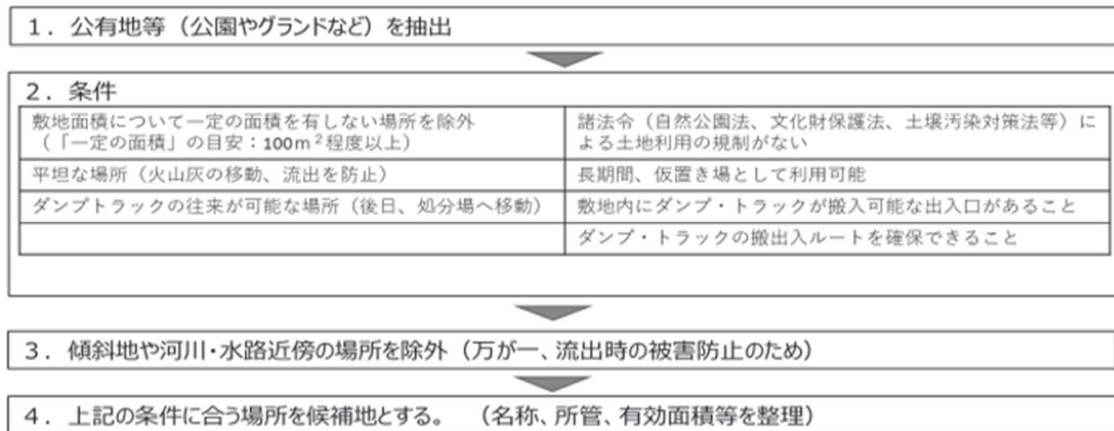 1．公有地等（公園やグランドなど）を抽出
2．条件
敷地面積について一定の面積を有しない場所を除外
（「一定の面積」の目安：100m²程度以上）
諸法令（自然公園法、文化財保護法、土壌汚染対策法等）に
よる土地利用の規制がない
平坦な場所（火山灰の移動、流出を防止）
長期間、仮置き場として利用可能
ダンプトラックの往来が可能な場所（後日、処分場へ移動）
敷地内にダンプ・トラックが搬入可能な出入口があること
ダンプ・トラックの搬出入ルートを確保できること
3．傾斜地や河川・水路近傍の場所を除外（万が一、流出時の被害防止のため）
4．上記の条件に合う場所を候補地とする。　（名称、所管、有効面積等を整理）